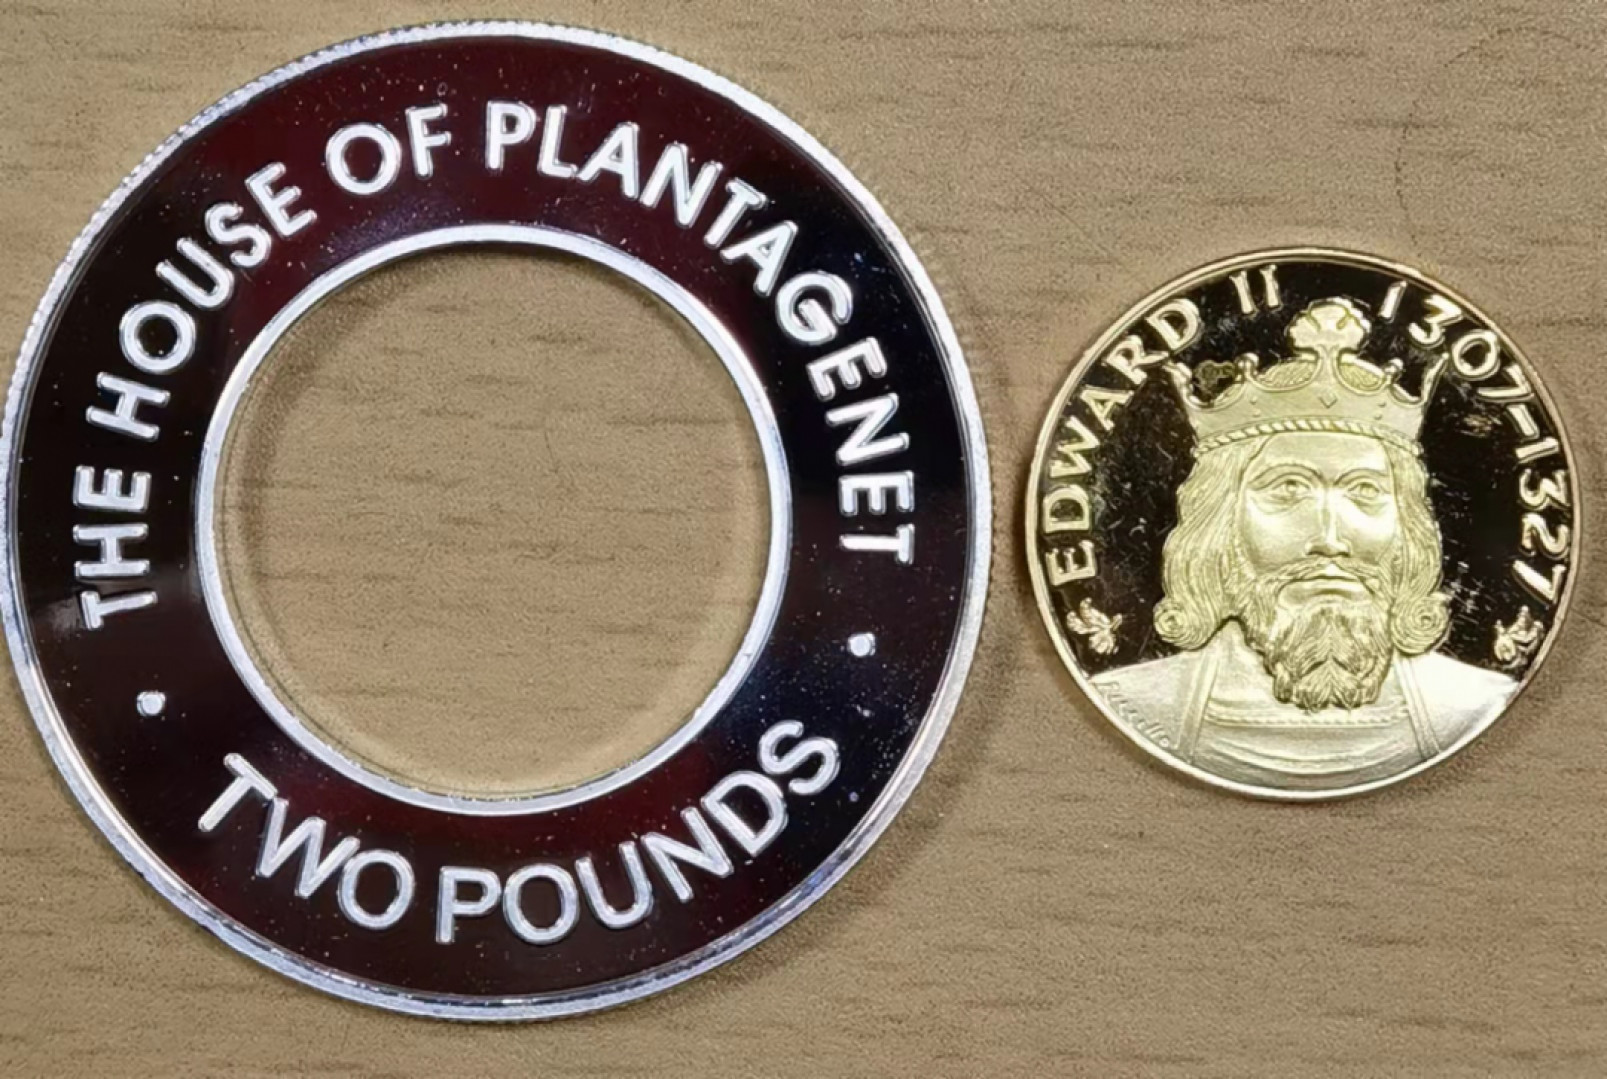 THE HOUSE OF PLANTAGENET
· TWO POUNDS ·
EDWARD II 1307-1327